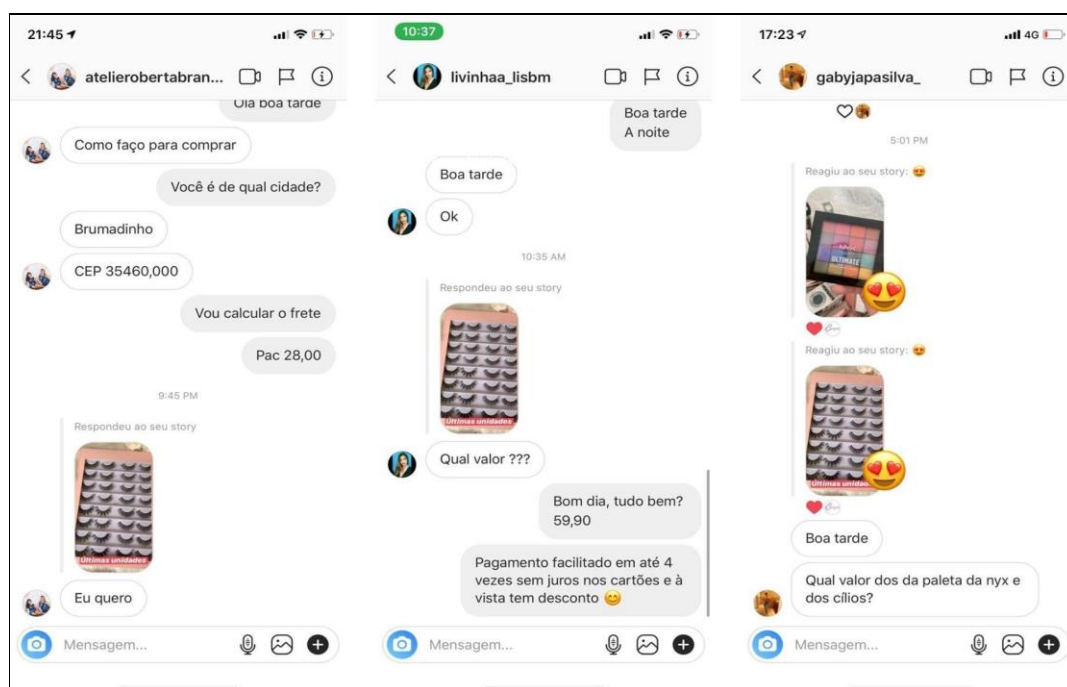 21:45
atelierobertabran...
Ola boa tarde
Como faço para comprar
Você é de qual cidade?
Brumadinho
CEP 35460,000
Vou calcular o frete
Pac 28,00
9:45 PM
Respondeu ao seu story
Últimas unidades
Eu quero
Mensagem...
10:37
livinhaa_lisbm
Boa tarde
A noite
Boa tarde
Ok
10:35 AM
Respondeu ao seu story
Últimas unidades
Qual valor ???
Bom dia, tudo bem?
59,90
Pagamento facilitado em até 4
vezes sem juros nos cartões e à
vista tem desconto 😊
Mensagem...
17:23
4G
gabyjapasilva_
5:01 PM
Reagiu ao seu story: 😍
ULTIMATE
Reagiu ao seu story: 😍
Últimas unidad
Boa tarde
Qual valor dos da paleta da nyx e
dos cílios?
Mensagem...